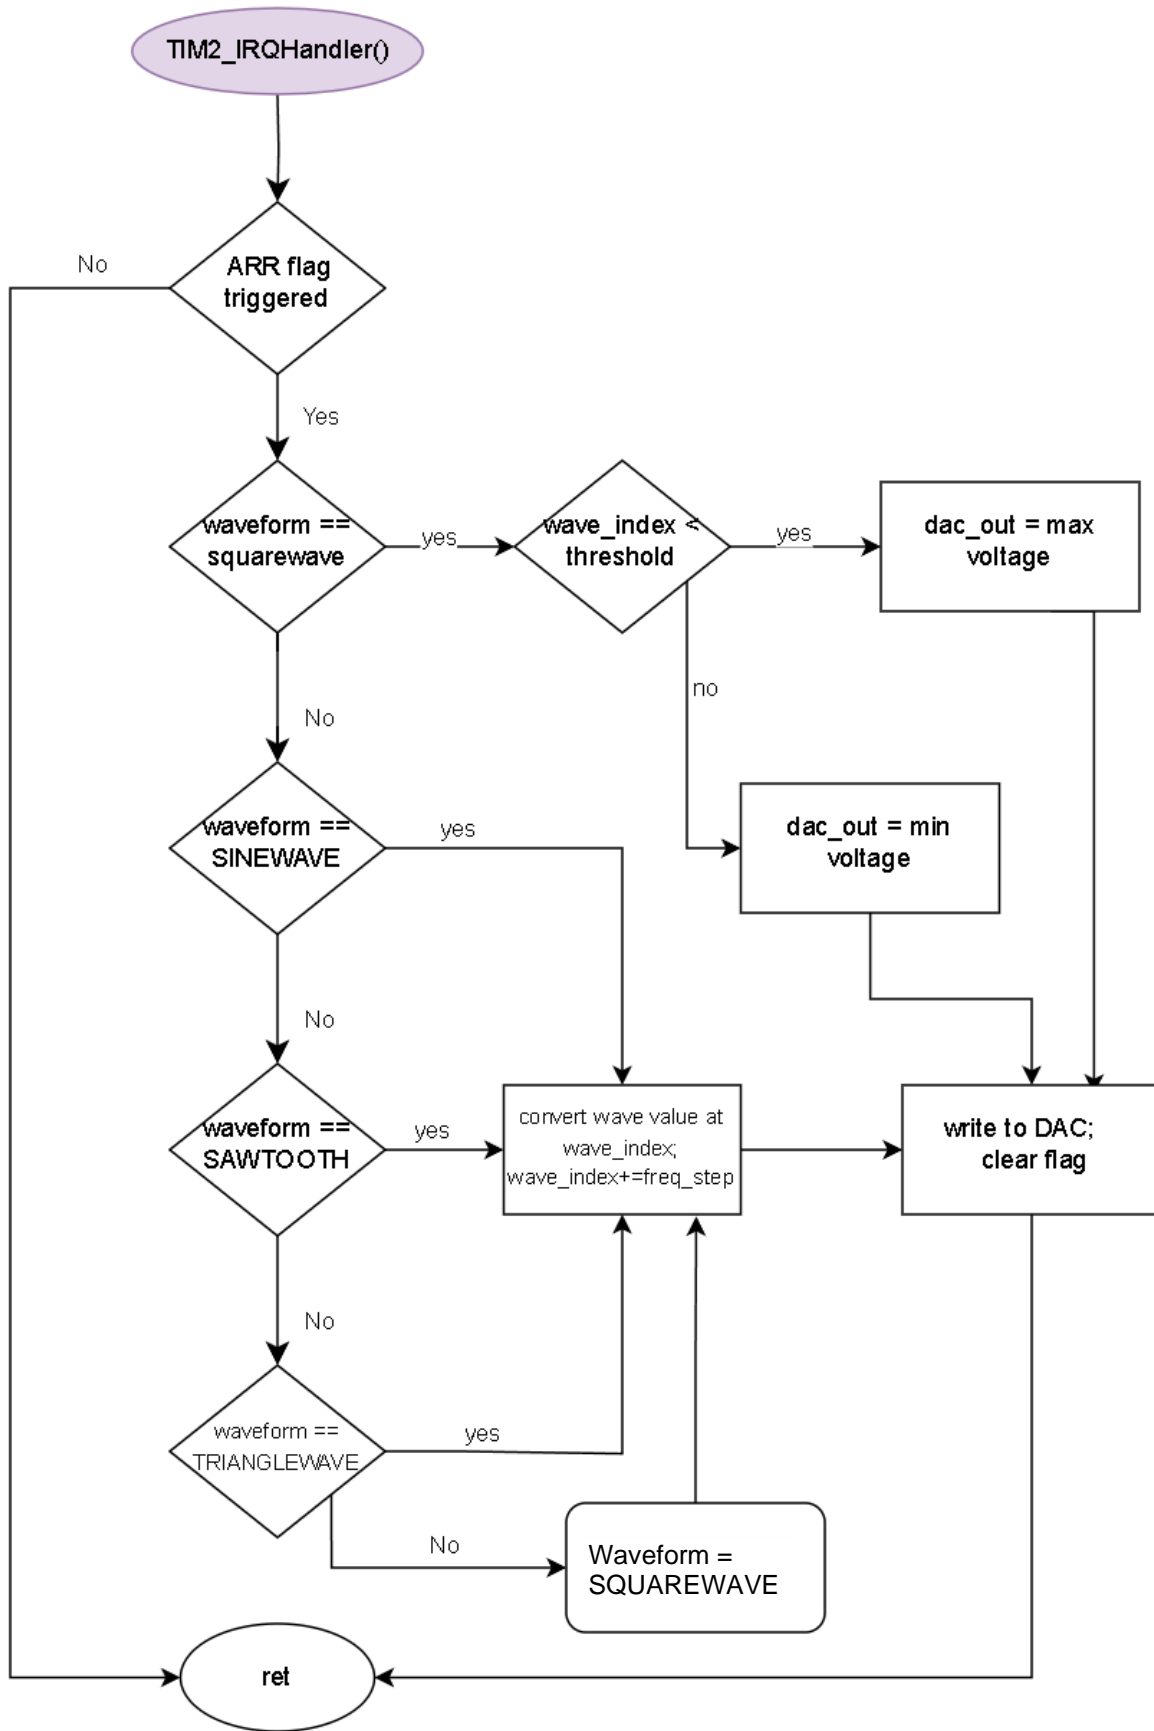 TIM2_IRQHandler()
No
ARR flag
triggered
Yes
waveform ==
squarewave
yes
wave_index <
threshold
yes
dac_out = max
voltage
no
No
waveform ==
SINEWAVE
yes
dac_out = min
voltage
No
waveform ==
SAWTOOTH
yes
convert wave value at
wave_index;
wave_index+=freq_step
write to DAC;
clear flag
No
waveform ==
TRIANGLEWAVE
yes
No
Waveform =
SQUAREWAVE
ret